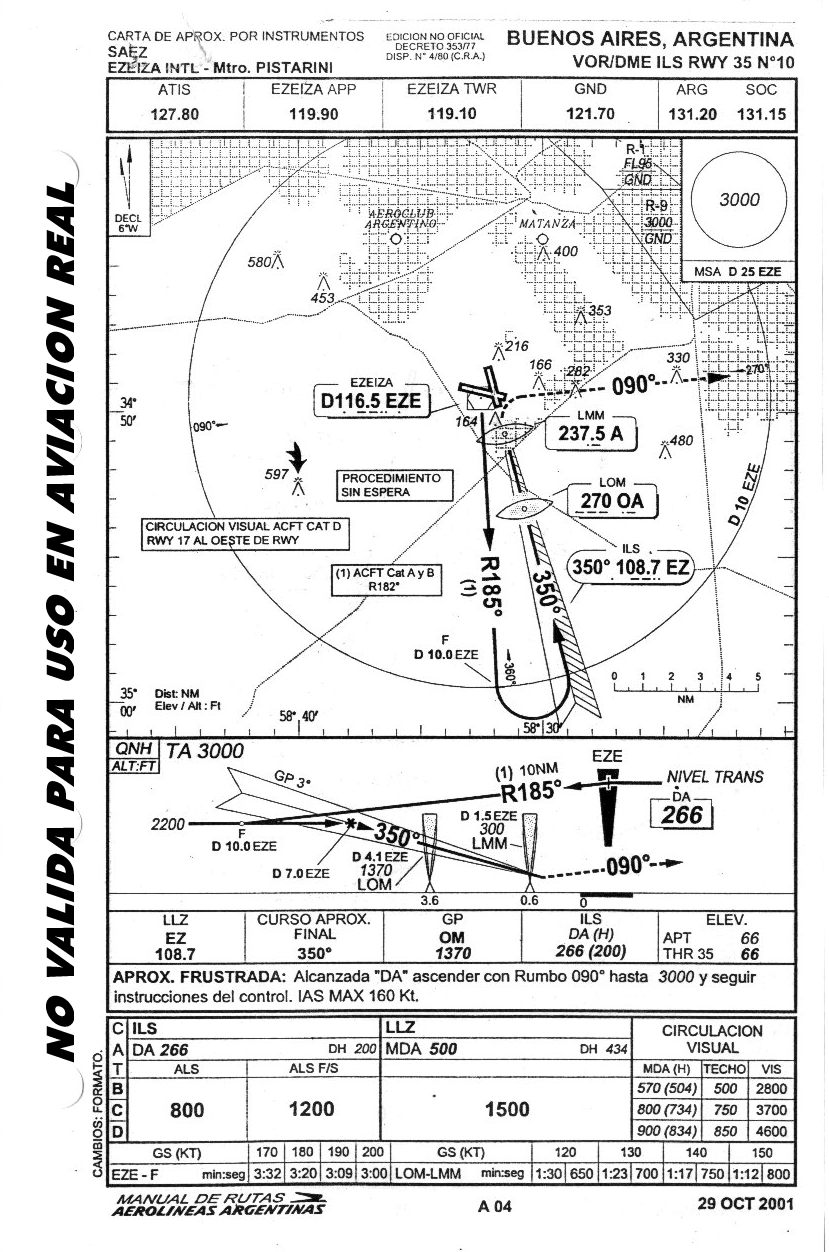 NO VALIDA PARA USO EN AVIACION REAL
CARTA DE APROX. POR INSTRUMENTOS
SAEZ
EZEIZA INTL - Mtro. PISTARINI
EDICION NO OFICIAL
DECRETO 353/77
DISP. N° 4/80 (C.R.A.)
BUENOS AIRES, ARGENTINA
VOR/DME ILS RWY 35 N°10
ATIS EZEIZA APP EZEIZA TWR GND ARG SOC
127.80 119.90 119.10 121.70 131.20 131.15
DECL
6°W
R-1
FL95
GND
R-9
3000
GND
3000
MSA D 25 EZE
AEROCLUB
ARGENTINO
MATANZA
400
580
453
353
216
166
282
330
270°
090°
EZEIZA
D116.5 EZE
164
LMM
237.5 A
34°
50'
090°
480
597
PROCEDIMIENTO
SIN ESPERA
LOM
270 OA
D 10 EZE
CIRCULACION VISUAL ACFT CAT D
RWY 17 AL OESTE DE RWY
ILS
350° 108.7 EZ
(1) ACFT Cat A y B
R182°
R185°
(1)
350°
F
D 10.0 EZE
360°
0 1 2 3 4 5
NM
35°
00'
Dist: NM
Elev / Alt : Ft
58° 40'
58° 30'
QNH
ALT:FT
TA 3000
GP 3°
(1) 10NM
R185°
EZE
NIVEL TRANS
DA
266
2200
F
D 10.0 EZE
350°
D 7.0 EZE
D 4.1 EZE
1370
LOM
D 1.5 EZE
300
LMM
090°
3.6 0.6 0
LLZ
EZ
108.7
CURSO APROX.
FINAL
350°
GP
OM
1370
ILS
DA (H)
266 (200)
ELEV.
APT 66
THR 35 66
APROX. FRUSTRADA: Alcanzada "DA" ascender con Rumbo 090° hasta 3000 y seguir
instrucciones del control. IAS MAX 160 Kt.
CAMBIOS: FORMATO.
C ILS LLZ CIRCULACION
VISUAL
A DA 266 DH 200 MDA 500 DH 434
T ALS ALS F/S MDA (H) TECHO VIS
B 570 (504) 500 2800
C 800 1200 1500 800 (734) 750 3700
D 900 (834) 850 4600
GS (KT) 170 180 190 200 GS (KT) 120 130 140 150
EZE - F min:seg 3:32 3:20 3:09 3:00 LOM-LMM min:seg 1:30 650 1:23 700 1:17 750 1:12 800
MANUAL DE RUTAS
AEROLINEAS ARGENTINAS
A 04
29 OCT 2001